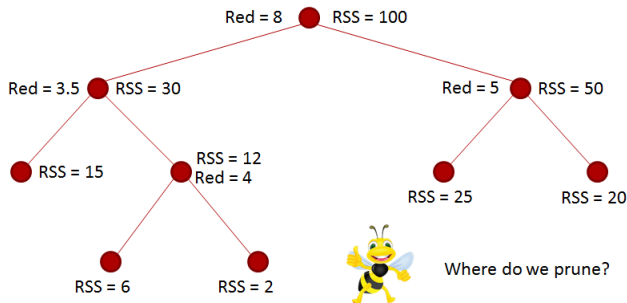 Red = 8 RSS = 100
Red = 3.5 RSS = 30 Red = 5 RSS = 50
RSS = 15 RSS = 12
Red = 4
RSS = 25 RSS = 20
RSS = 6 RSS = 2
Where do we prune?